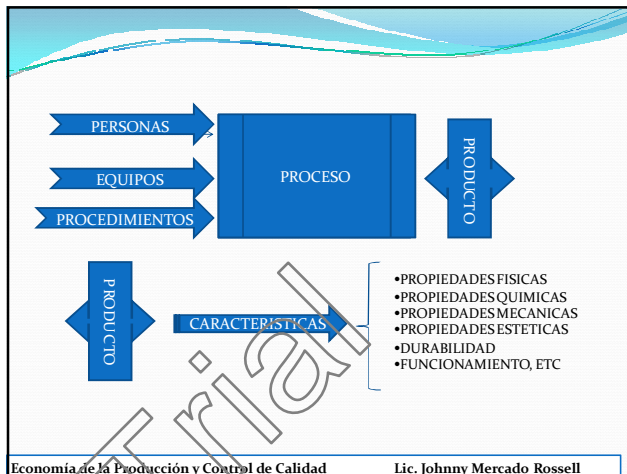 PERSONAS
EQUIPOS
PROCEDIMIENTOS
PROCESO
PRODUCTO
PRODUCTO
CARACTERISTICAS
•PROPIEDADES FISICAS
•PROPIEDADES QUIMICAS
•PROPIEDADES MECANICAS
•PROPIEDADES ESTETICAS
•DURABILIDAD
•FUNCIONAMIENTO, ETC
Trial
Economía de la Producción y Control de Calidad Lic. Johnny Mercado Rossell